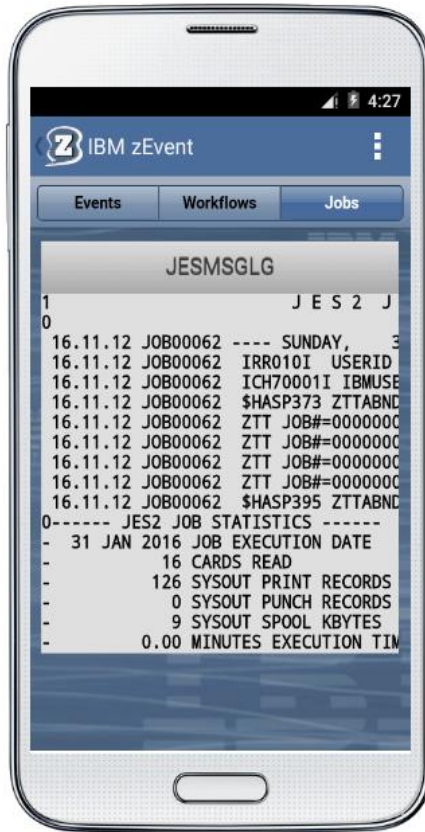 4:27
IBM zEvent
Events Workflows Jobs
JESMSGLG
1 J E S 2 J
0
16.11.12 JOB00062 ---- SUNDAY, 3
16.11.12 JOB00062 IRR010I USERID
16.11.12 JOB00062 ICH70001I IBMUSE
16.11.12 JOB00062 $HASP373 ZTTABND
16.11.12 JOB00062 ZTT JOB#=0000000
16.11.12 JOB00062 ZTT JOB#=0000000
16.11.12 JOB00062 ZTT JOB#=0000000
16.11.12 JOB00062 ZTT JOB#=0000000
16.11.12 JOB00062 $HASP395 ZTTABND
0------ JES2 JOB STATISTICS ------
- 31 JAN 2016 JOB EXECUTION DATE
- 16 CARDS READ
- 126 SYSOUT PRINT RECORDS
- 0 SYSOUT PUNCH RECORDS
- 9 SYSOUT SPOOL KBYTES
- 0.00 MINUTES EXECUTION TIM